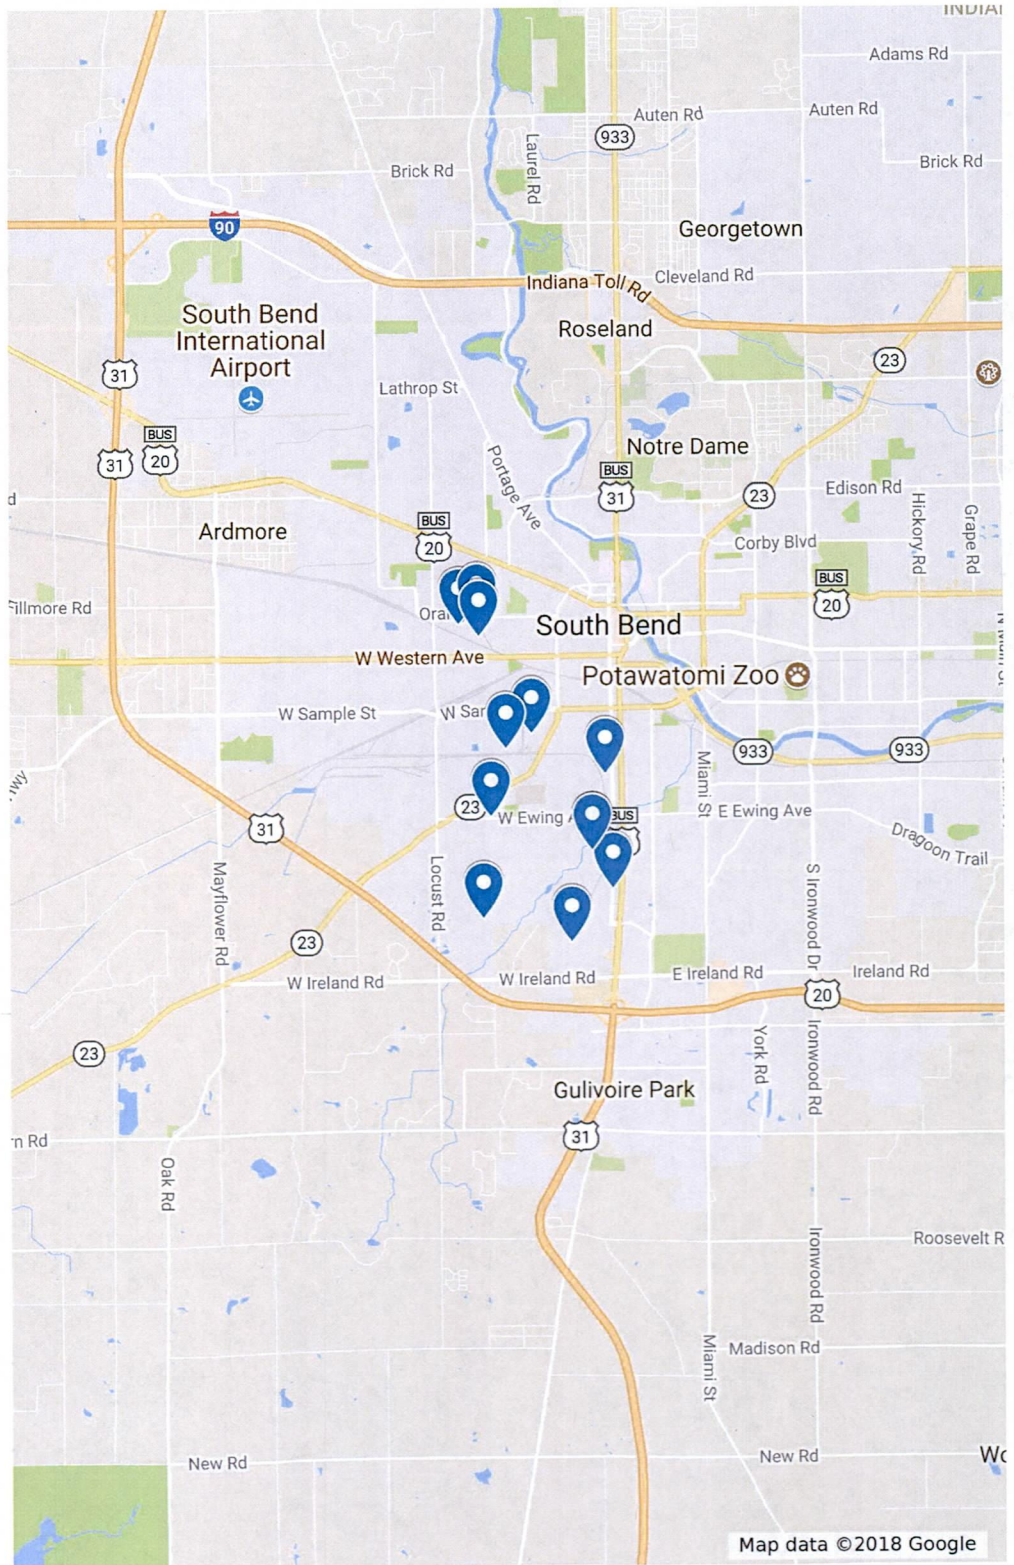 INDIA
Adams Rd
Auten Rd
Auten Rd
933
Laurel Rd
Brick Rd
Brick Rd
90
Georgetown
Cleveland Rd
Indiana Toll Rd
South Bend
International
Airport
Roseland
23
31
Lathrop St
BUS
20
31
Notre Dame
Portage Ave
BUS
31
23
Edison Rd
Hickory Rd
Grape Rd
Ardmore
BUS
20
Corby Blvd
BUS
20
Fillmore Rd
Ora
South Bend
W Western Ave
Potawatomi Zoo
W Sample St
W Sar
933
933
Miami St
23
W Ewing A
BUS
E Ewing Ave
31
Dragoon Trail
Mayflower Rd
Locust Rd
S Ironwood Dr
23
W Ireland Rd
W Ireland Rd
E Ireland Rd
Ireland Rd
20
23
York Rd
Ironwood Rd
Gulivoire Park
31
rn Rd
Oak Rd
Roosevelt R
Ironwood Rd
Miami St
Madison Rd
New Rd
New Rd
Wo
Map data ©2018 Google